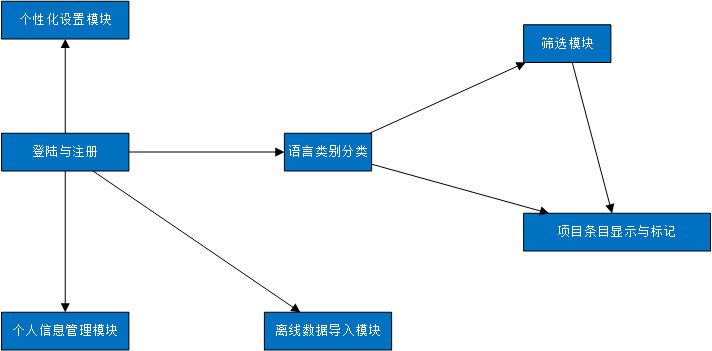 个性化设置模块
筛选模块
登陆与注册
语言类别分类
项目条目显示与标记
个人信息管理模块
离线数据导入模块